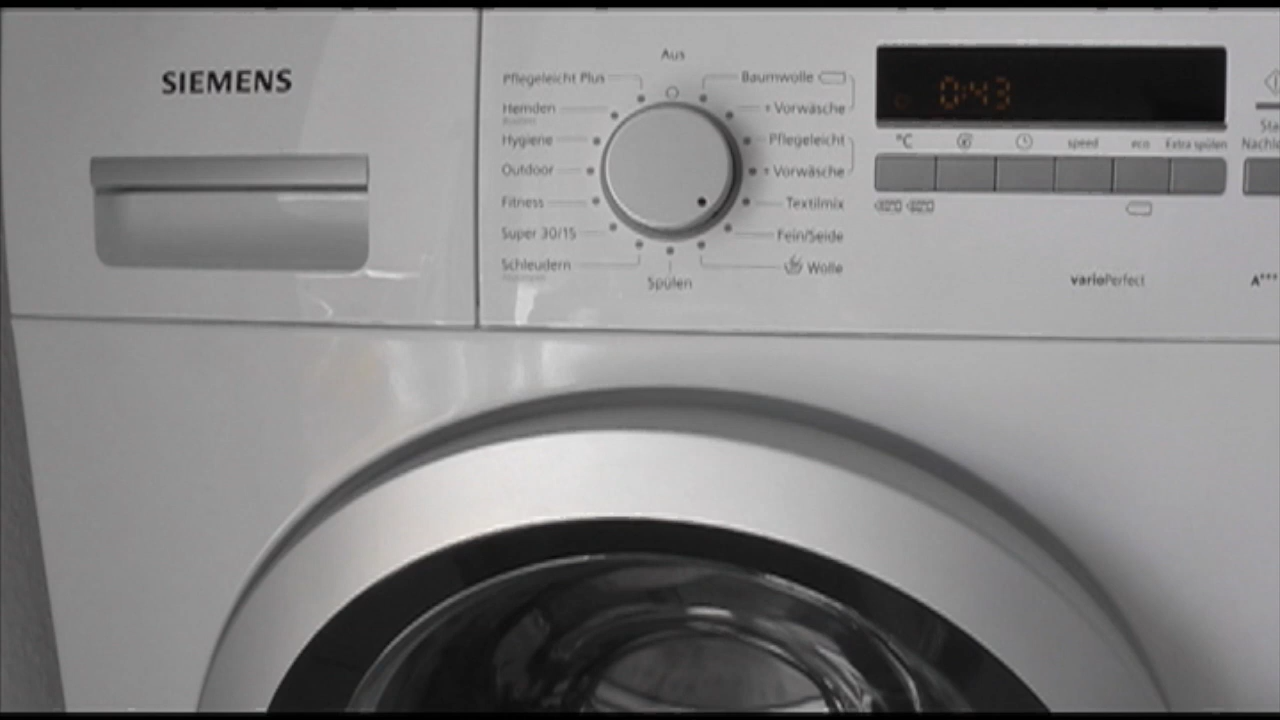 SIEMENS
Aus
Pflegeleicht Plus
Hemden
Hygiene
Outdoor
Fitness
Super 30/15
Schleudern
Spülen
Baumwolle
+ Vorwäsche
Pflegeleicht
+ Vorwäsche
Textilmix
Fein/Seide
Wolle
0:43
°C
speed
eco
Extra spülen
varioPerfect
A+++